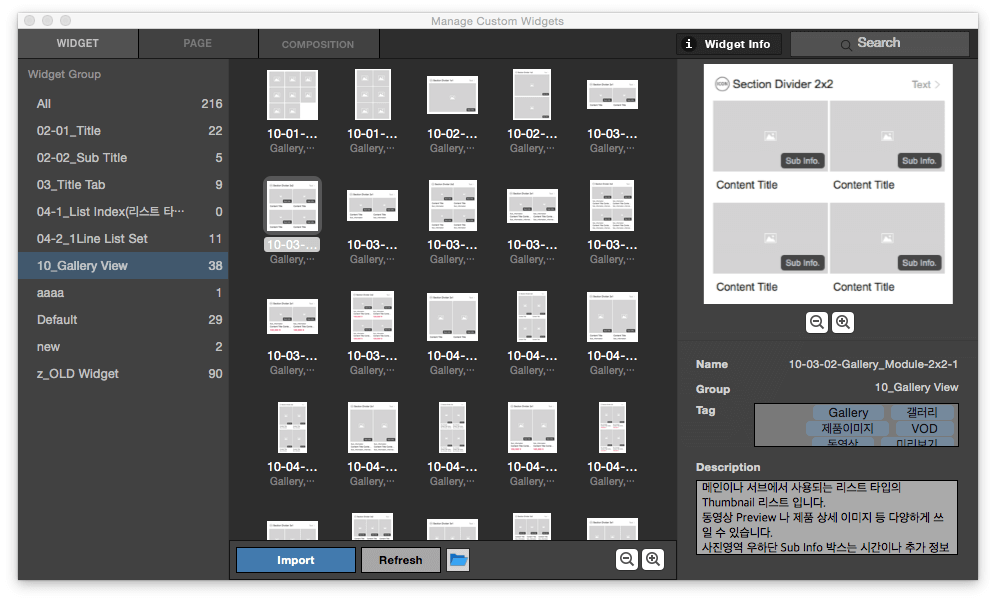 Manage Custom Widgets
WIDGET
PAGE
COMPOSITION
i Widget Info
Search
Widget Group
All 216
02-01_Title 22
02-02_Sub Title 5
03_Title Tab 9
04-1_List Index(리스트 타··· 0
04-2_1Line List Set 11
10_Gallery View 38
aaaa 1
Default 29
new 2
z_OLD Widget 90
10-01-... 10-01-... 10-02-... 10-02-... 10-03-...
Gallery,··· Gallery,··· Gallery,··· Gallery,··· Gallery,···
10-03-... 10-03-... 10-03-... 10-03-... 10-03-...
Gallery,··· Gallery,··· Gallery,··· Gallery,··· Gallery,···
10-03-... 10-03-... 10-04-... 10-04-... 10-04-...
Gallery,··· Gallery,··· Gallery,··· Gallery,··· Gallery,···
10-04-... 10-04-... 10-04-... 10-04-... 10-04-...
Gallery,··· Gallery,··· Gallery,··· Gallery,··· Gallery,···
Import
Refresh
ICON Section Divider 2x2 Text >
Sub Info. Sub Info.
Content Title Content Title
Sub Info. Sub Info.
Content Title Content Title
Name 10-03-02-Gallery_Module-2x2-1
Group 10_Gallery View
Tag
Gallery 갤러리
제품이미지 VOD
동영상 미리보기
Description
메인이나 서브에서 사용되는 리스트 타입의
Thumbnail 리스트 입니다.
동영상 Preview 나 제품 상세 이미지 등 다양하게 쓰
일 수 있습니다.
사진영역 우하단 Sub Info 박스는 시간이나 추가 정보